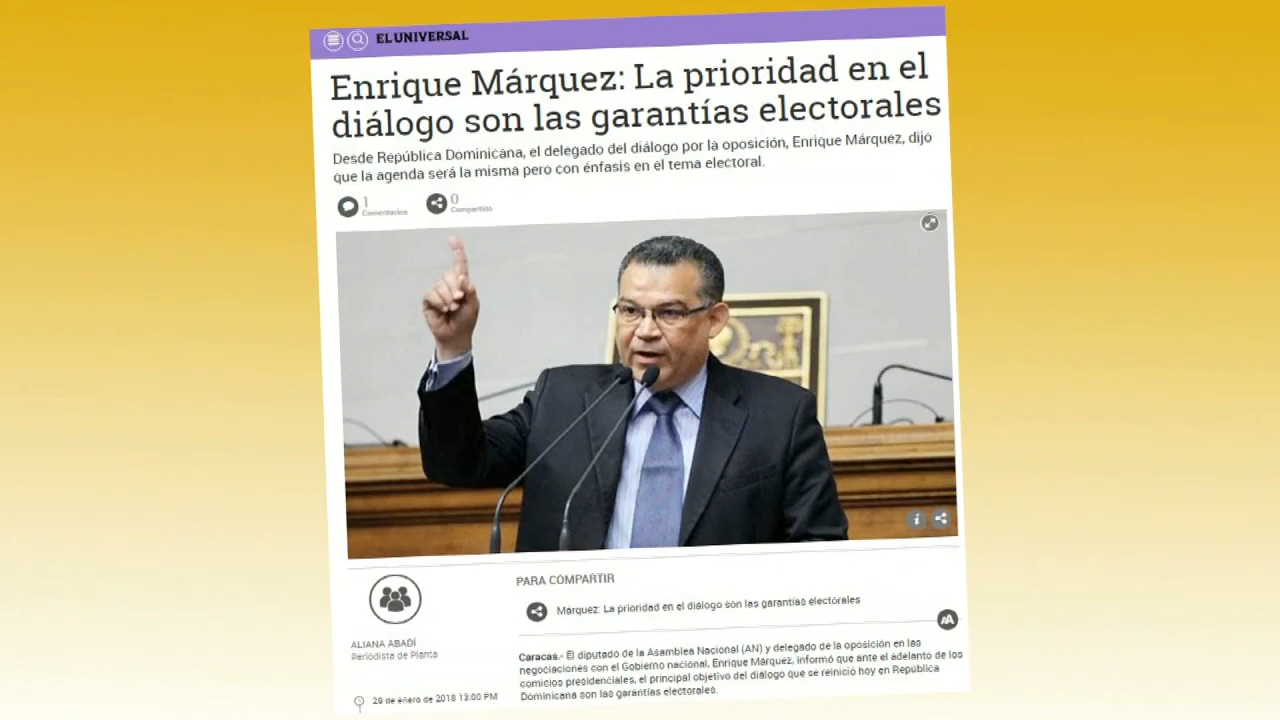 EL UNIVERSAL
Enrique Márquez: La prioridad en el
diálogo son las garantías electorales
Desde República Dominicana, el delegado del diálogo por la oposición, Enrique Márquez, dijo
que la agenda será la misma pero con énfasis en el tema electoral.
1
Comentarios
0
Compartido
PARA COMPARTIR
Márquez: La prioridad en el diálogo son las garantías electorales
ALIANA ABADÍ
Periodista de Planta
29 de enero de 2018 13:00 PM
Caracas.- El diputado de la Asamblea Nacional (AN) y delegado de la oposición en las
negociaciones con el Gobierno nacional, Enrique Márquez, informó que ante el adelanto de los
comicios presidenciales, el principal objetivo del diálogo que se reinició hoy en República
Dominicana son las garantías electorales.